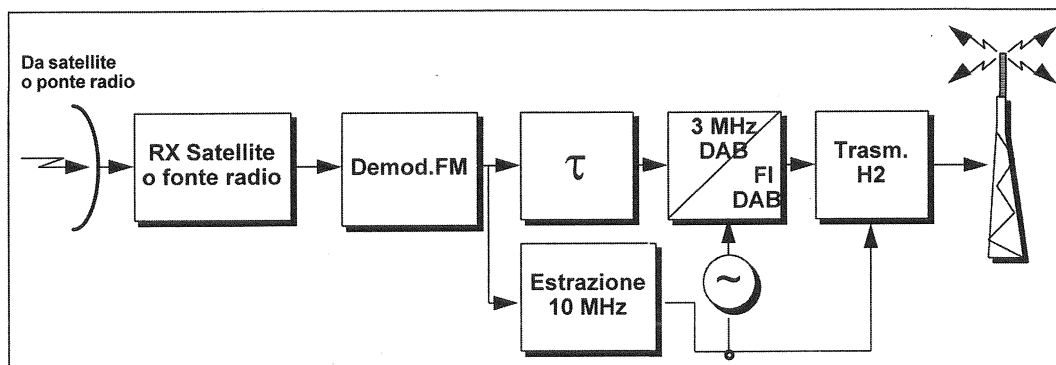 Da satellite
o ponte radio
RX Satellite
o fonte radio
Demod.FM
τ
3 MHz
DAB
FI
DAB
Trasm.
H2
Estrazione
10 MHz
~